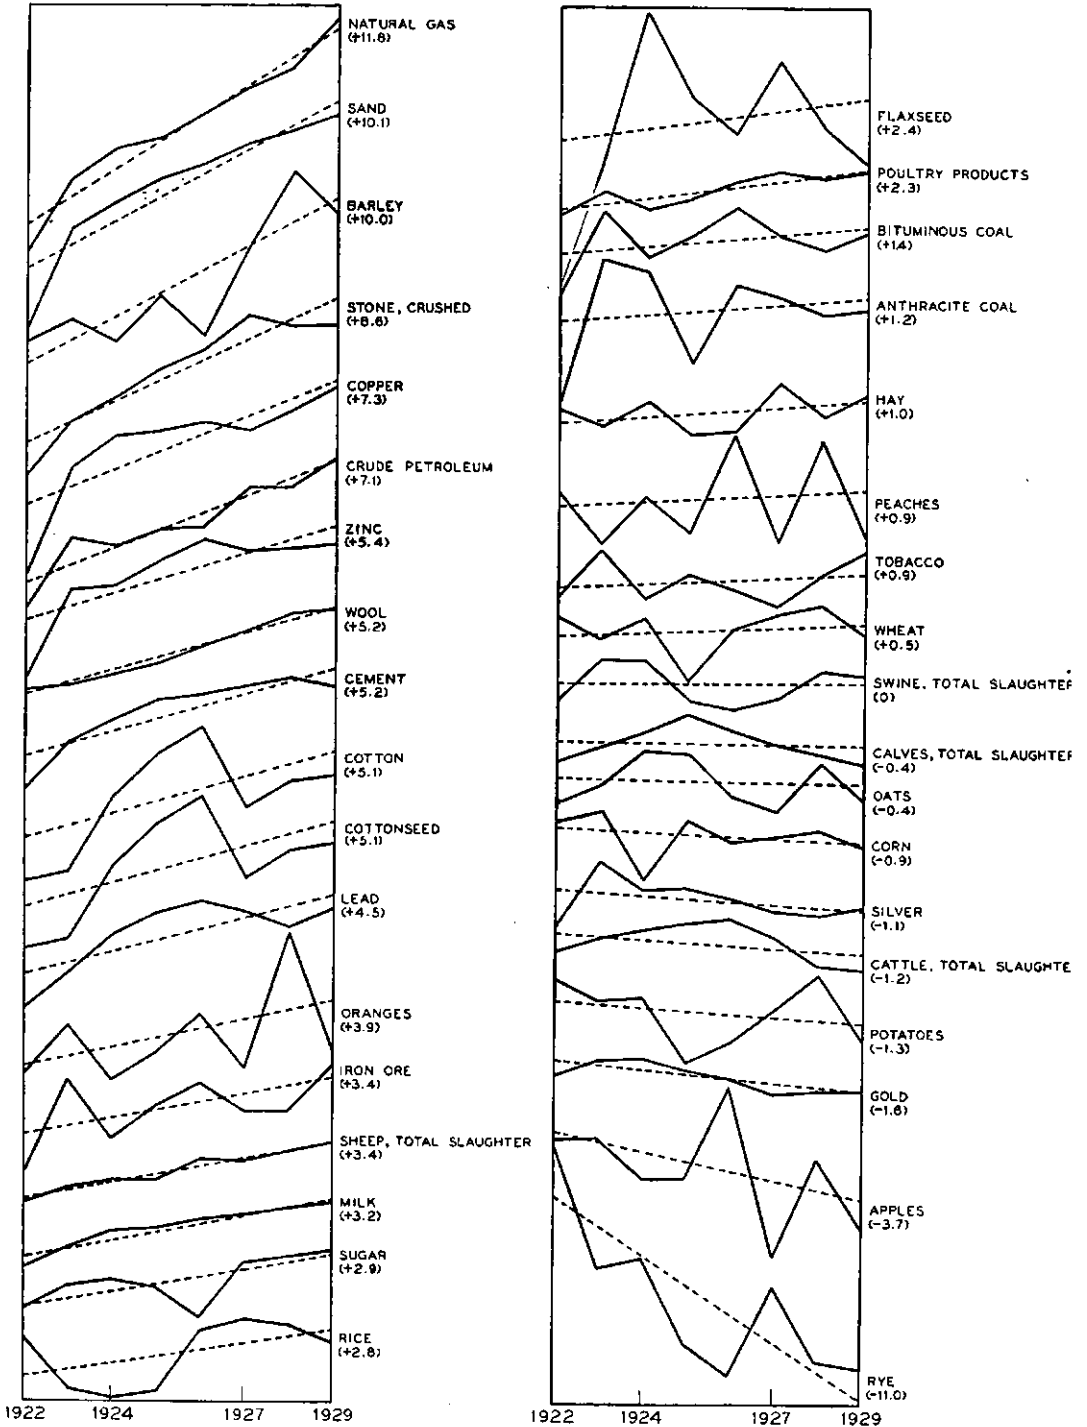 NATURAL GAS
(+11.8)
SAND
(+10.1)
BARLEY
(+10.0)
STONE, CRUSHED
(+8.6)
COPPER
(+7.3)
CRUDE PETROLEUM
(+7.1)
ZINC
(+5.4)
WOOL
(+5.2)
CEMENT
(+5.2)
COTTON
(+5.1)
COTTONSEED
(+5.1)
LEAD
(+4.5)
ORANGES
(+3.9)
IRON ORE
(+3.4)
SHEEP, TOTAL SLAUGHTER
(+3.4)
MILK
(+3.2)
SUGAR
(+2.9)
RICE
(+2.8)
1922 1924 1927 1929
FLAXSEED
(+2.4)
POULTRY PRODUCTS
(+2.3)
BITUMINOUS COAL
(+1.4)
ANTHRACITE COAL
(+1.2)
HAY
(+1.0)
PEACHES
(+0.9)
TOBACCO
(+0.9)
WHEAT
(+0.5)
SWINE, TOTAL SLAUGHTER
(0)
CALVES, TOTAL SLAUGHTER
(-0.4)
OATS
(-0.4)
CORN
(-0.9)
SILVER
(-1.1)
CATTLE, TOTAL SLAUGHTE
(-1.2)
POTATOES
(-1.3)
GOLD
(-1.6)
APPLES
(-3.7)
RYE
(-11.0)
1922 1924 1927 1929